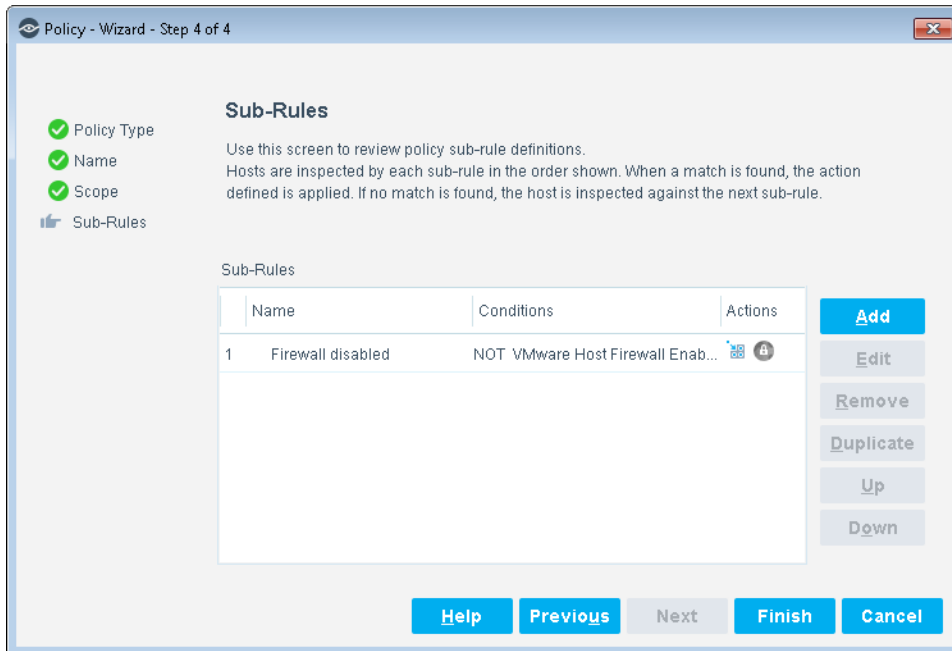 Policy - Wizard - Step 4 of 4
Policy Type
Name
Scope
Sub-Rules
Sub-Rules
Use this screen to review policy sub-rule definitions.
Hosts are inspected by each sub-rule in the order shown. When a match is found, the action
defined is applied. If no match is found, the host is inspected against the next sub-rule.
Sub-Rules
Name Conditions Actions
1 Firewall disabled NOT VMware Host Firewall Enab...
Add
Edit
Remove
Duplicate
Up
Down
Help Previous Next Finish Cancel